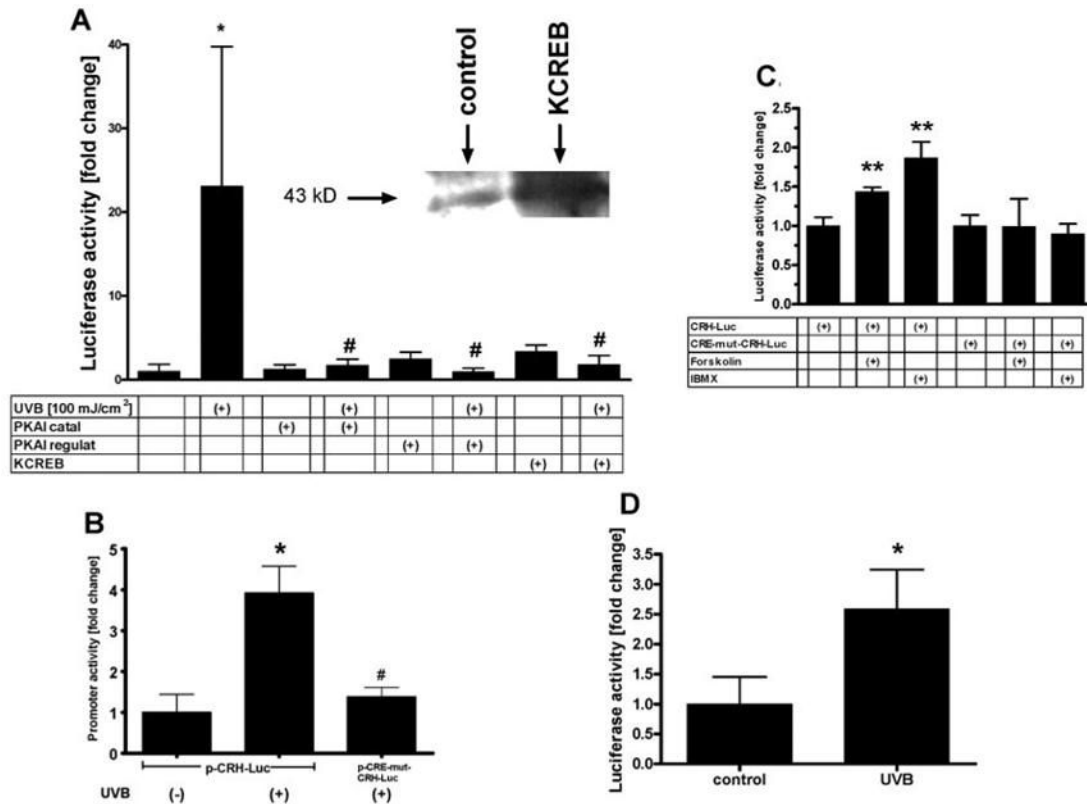 A
Luciferase activity [fold change]
40
30
20
10
0
*
#
#
#
control
KCREB
43 kD
UVB [100 mJ/cm²] (+) (+) (+) (+)
PKAI catal (+) (+)
PKAI regulat (+) (+)
KCREB (+) (+)
C.
Luciferase activity [fold change]
2.5
2.0
1.5
1.0
0.5
0.0
**
**
CRH-Luc (+) (+) (+)
CRE-mut-CRH-Luc (+) (+) (+)
Forskolin (+) (+)
IBMX (+) (+)
B
Promoter activity [fold change]
5
4
3
2
1
0
*
#
p-CRH-Luc
p-CRE-mut-
CRH-Luc
UVB (-) (+) (+)
D
Luciferase activity [fold change]
3.5
3.0
2.5
2.0
1.5
1.0
0.5
0.0
*
control UVB